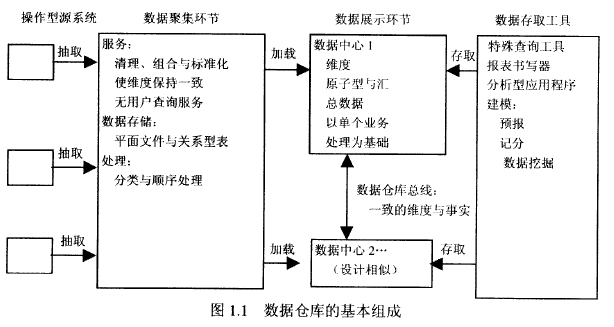 操作型源系统
数据聚集环节
数据展示环节
数据存取工具
抽取
抽取
抽取
服务：
清理、组合与标准化
使维度保持一致
无用户查询服务
数据存储：
平面文件与关系型表
处理：
分类与顺序处理
加载
加载
数据中心 1
维度
原子型与汇
总数据
以单个业务
处理为基础
数据仓库总线：
一致的维度与事实
数据中心 2…
（设计相似）
存取
存取
特殊查询工具
报表书写器
分析型应用程序
建模：
预报
记分
数据挖掘
图 1.1 数据仓库的基本组成